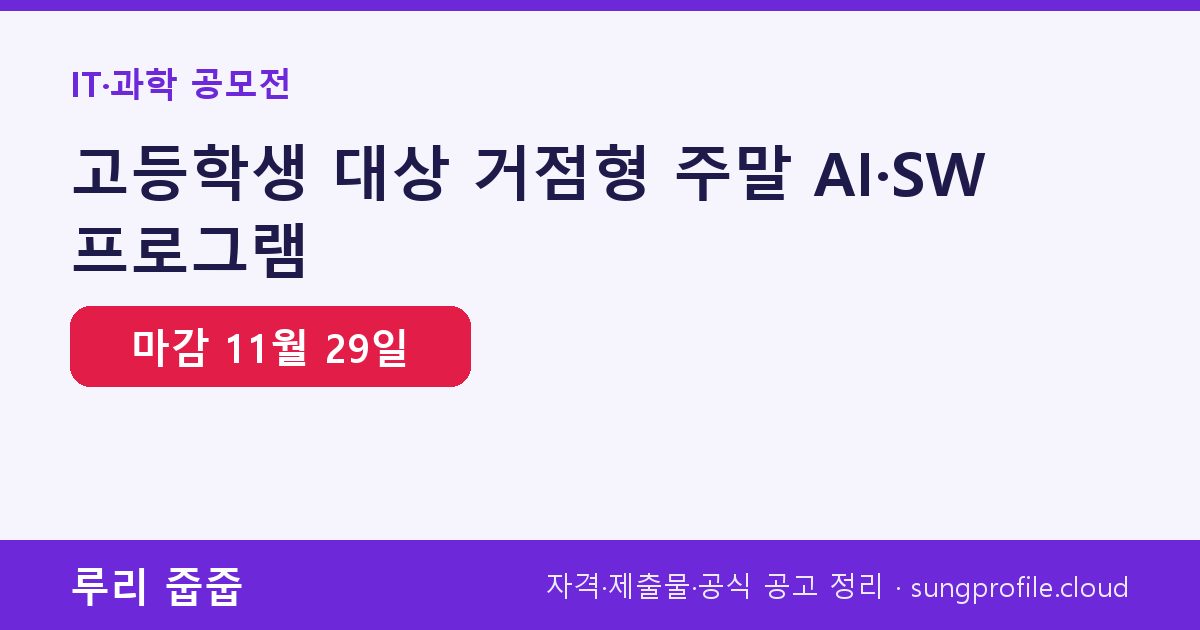 IT·과학 공모전
고등학생 대상 거점형 주말 AI·SW
프로그램
마감 11월 29일
루리 줍줍
자격·제출물·공식 공고 정리 · sungprofile.cloud